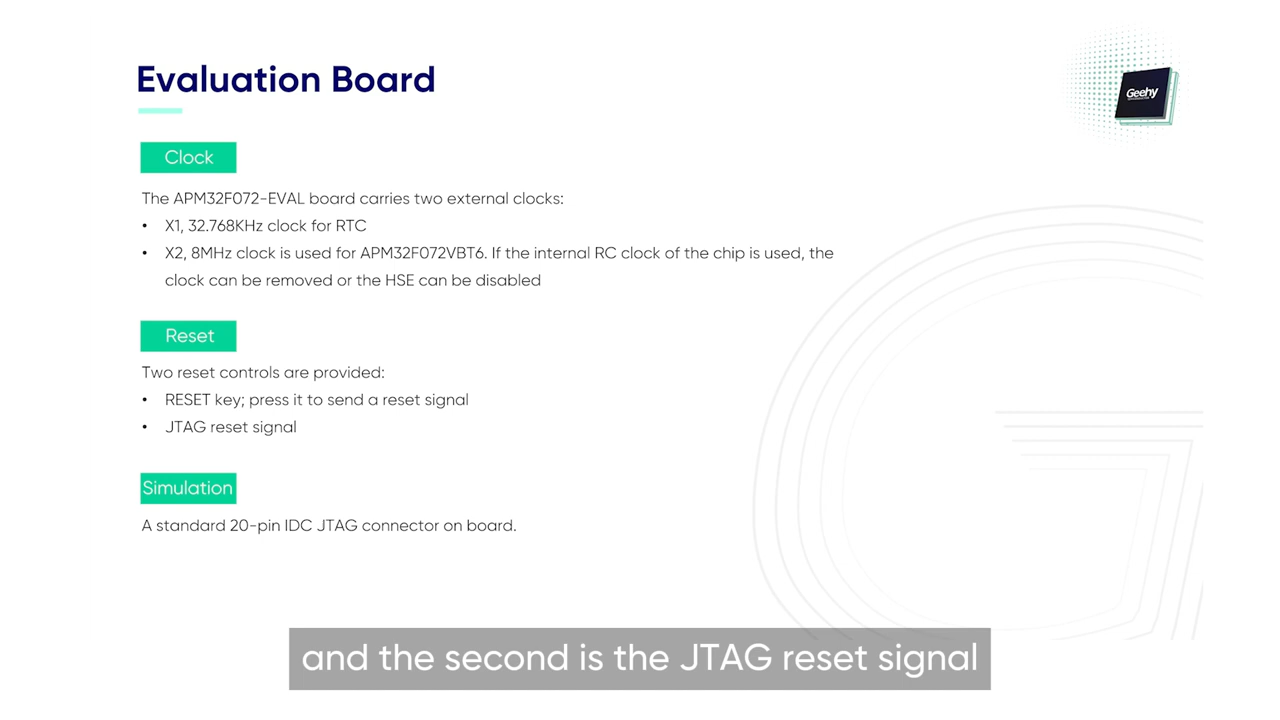 Evaluation Board
Geehy
Clock
The APM32F072-EVAL board carries two external clocks:
• X1, 32.768KHz clock for RTC
• X2, 8MHz clock is used for APM32F072VBT6. If the internal RC clock of the chip is used, the
clock can be removed or the HSE can be disabled
Reset
Two reset controls are provided:
• RESET key; press it to send a reset signal
• JTAG reset signal
Simulation
A standard 20-pin IDC JTAG connector on board.
and the second is the JTAG reset signal